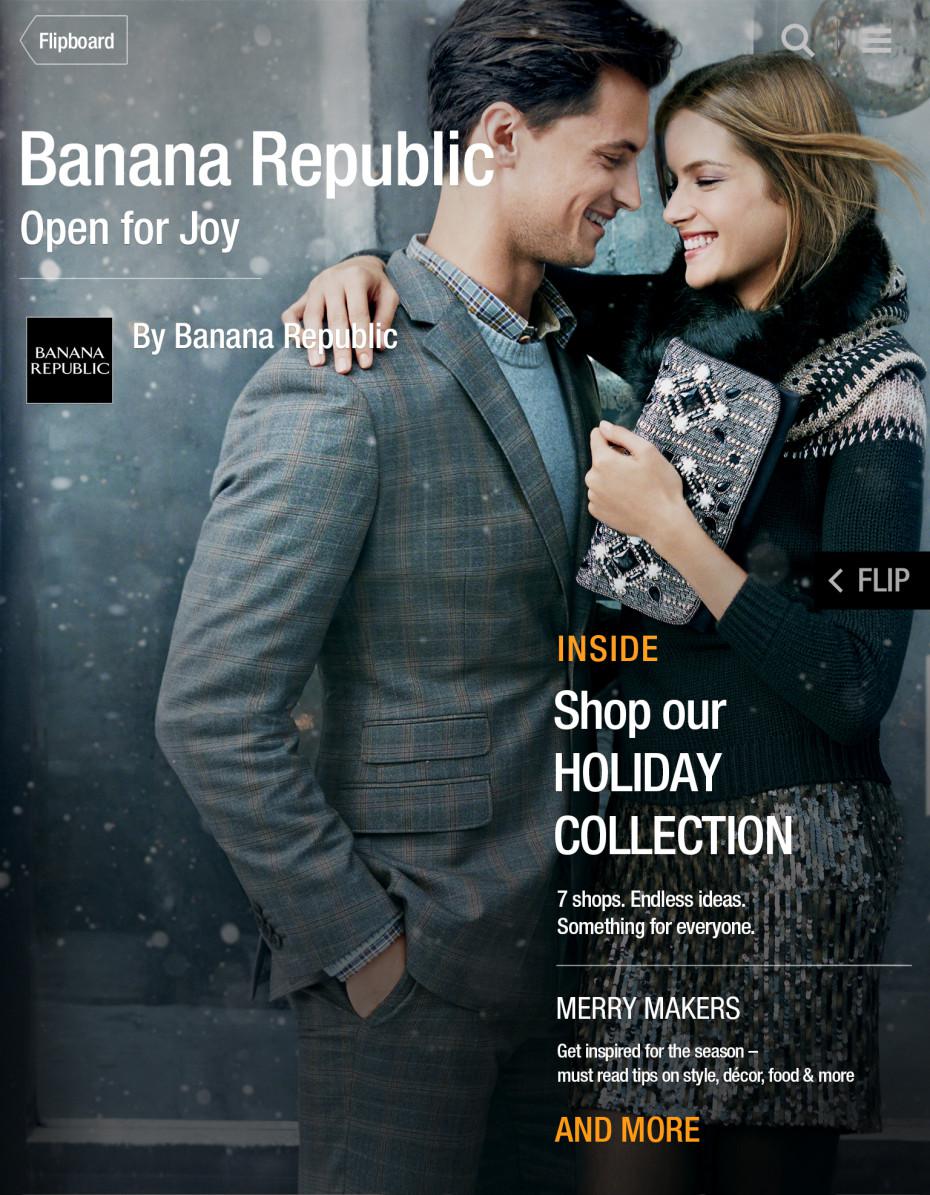 Flipboard
Banana Republic
Open for Joy
BANANA
REPUBLIC
By Banana Republic
FLIP
INSIDE
Shop our
HOLIDAY
COLLECTION
7 shops. Endless ideas.
Something for everyone.
MERRY MAKERS
Get inspired for the season –
must read tips on style, décor, food & more
AND MORE